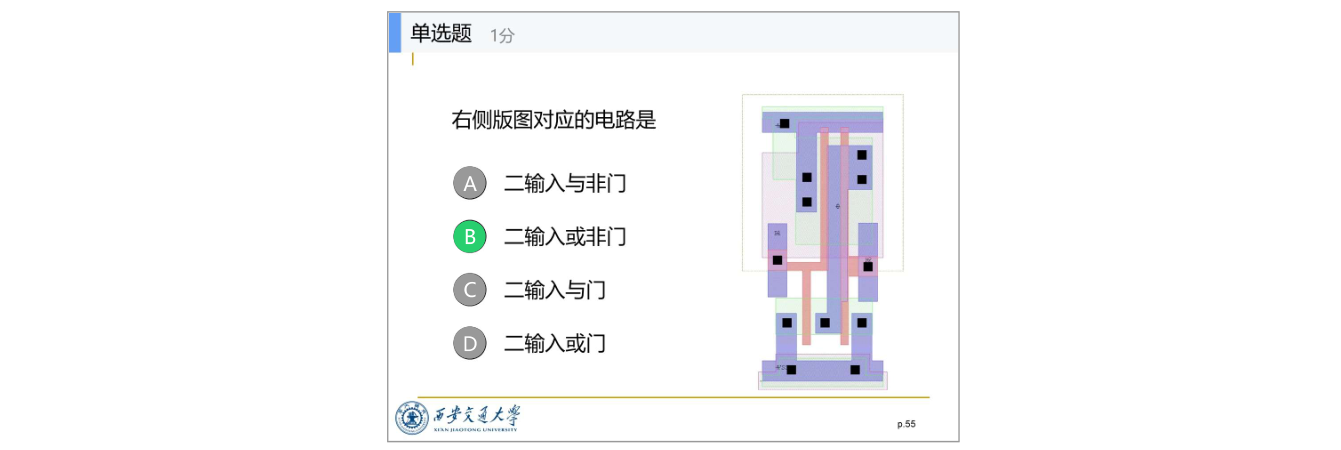 单选题 1分
右侧版图对应的电路是
A 二输入与非门
B 二输入或非门
C 二输入与门
D 二输入或门
西安交通大学
XI'AN JIAOTONG UNIVERSITY
p.55